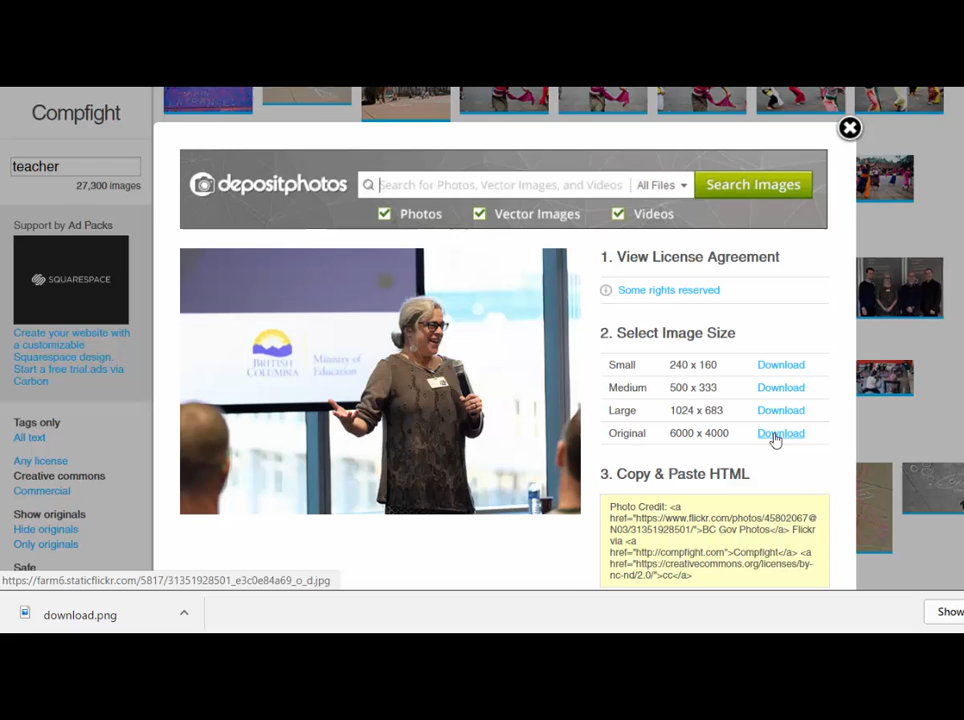 Compfight
teacher
27,300 images
Support by Ad Packs
SQUARESPACE
Create your website with
a customizable
Squarespace design.
Start a free trial.ads via
Carbon
Tags only
All text
Any license
Creative commons
Commercial
Show originals
Hide originals
Only originals
Safe
depositphotos
Search for Photos, Vector Images, and Videos
All Files
Search Images
Photos
Vector Images
Videos
BRITISH
COLUMBIA
Ministry of
Education
1. View License Agreement
Some rights reserved
2. Select Image Size
Small 240 x 160 Download
Medium 500 x 333 Download
Large 1024 x 683 Download
Original 6000 x 4000 Download
3. Copy & Paste HTML
Photo Credit: <a
href="https://www.flickr.com/photos/45802067@
N03/31351928501/">BC Gov Photos</a> Flickr
via <a
href="http://compfight.com">Compfight</a> <a
href="https://creativecommons.org/licenses/by-
nc-nd/2.0/">cc</a>
https://farm6.staticflickr.com/5817/31351928501_e3c0e84a69_o_d.jpg
download.png
Show